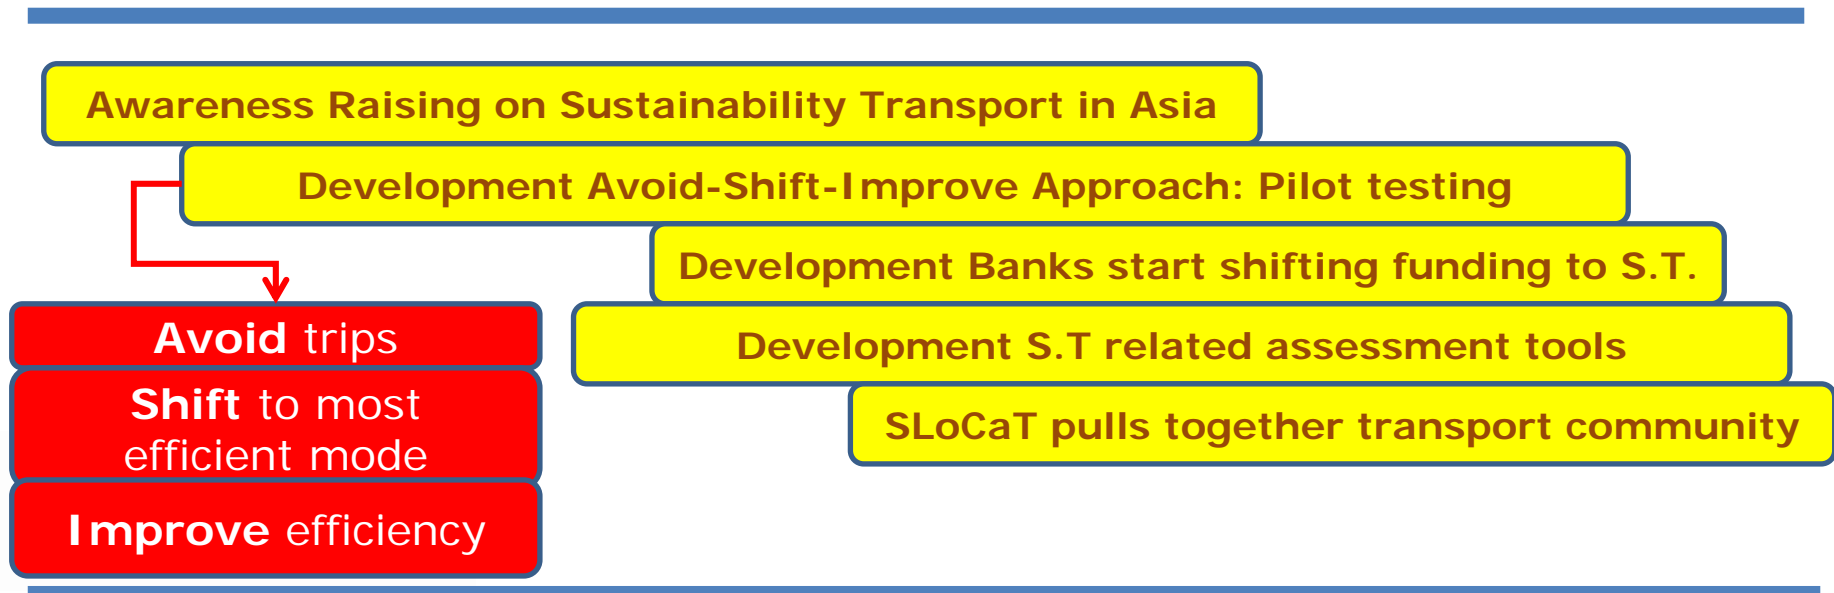 Awareness Raising on Sustainability Transport in Asia
Development Avoid-Shift-Improve Approach: Pilot testing
Development Banks start shifting funding to S.T.
Development S.T related assessment tools
SLoCaT pulls together transport community
Avoid trips
Shift to most
efficient mode
Improve efficiency